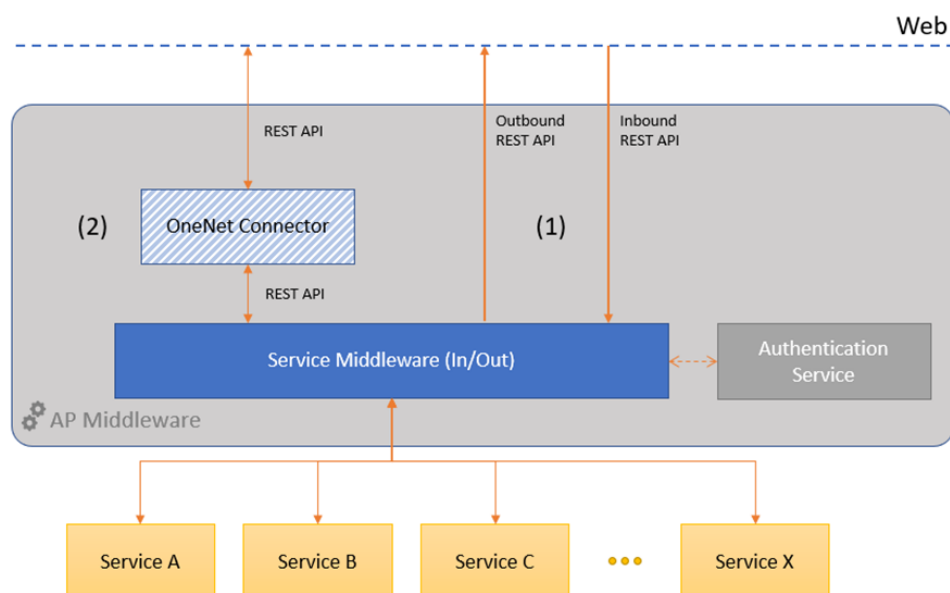 Web
REST API
Outbound
REST API
Inbound
REST API
(2)
OneNet Connector
(1)
REST API
Service Middleware (In/Out)
Authentication
Service
AP Middleware
Service A
Service B
Service C
Service X